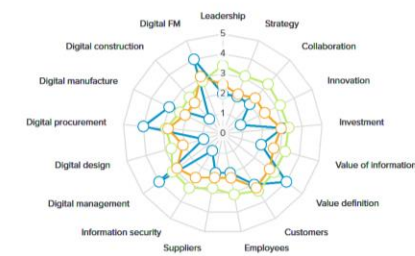 Leadership
Strategy
Collaboration
Innovation
Investment
Value of information
Value definition
Customers
Employees
Suppliers
Information security
Digital management
Digital design
Digital procurement
Digital manufacture
Digital construction
Digital FM
5
4
3
2
1
0